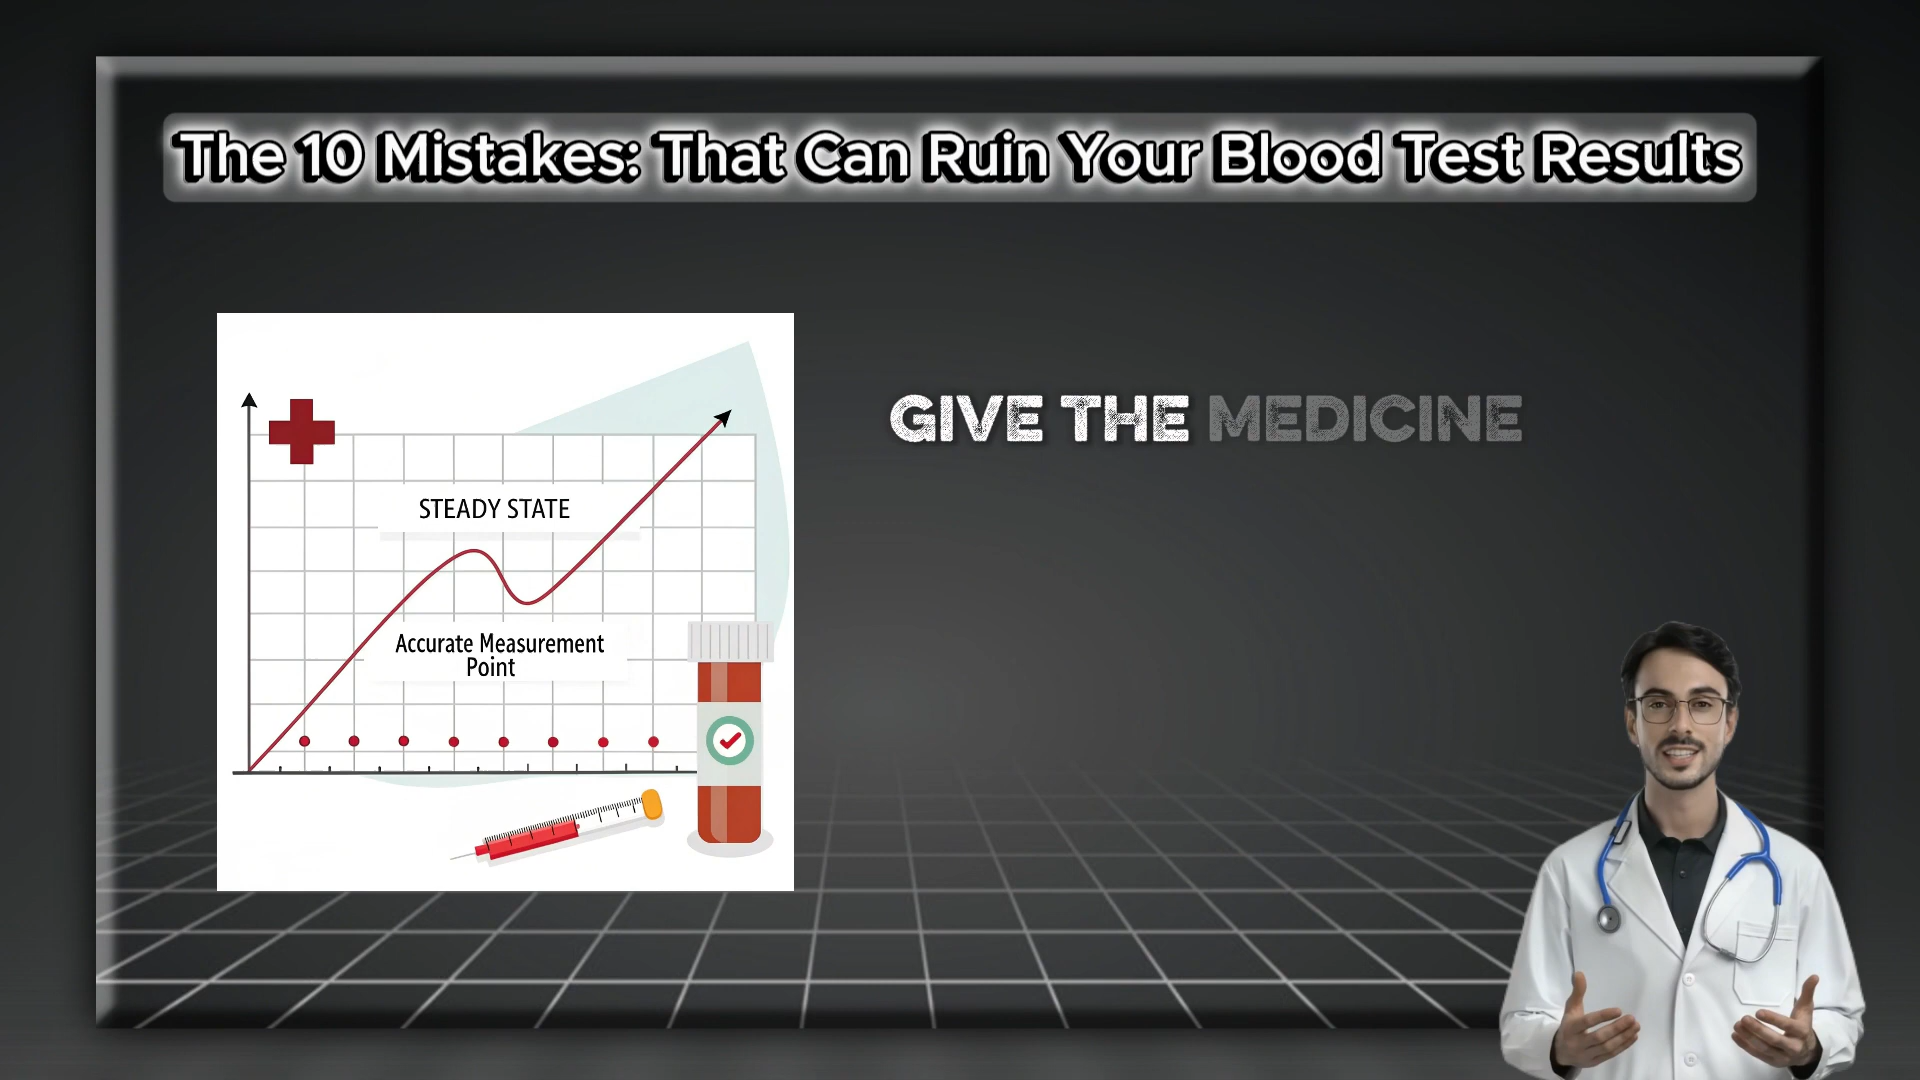 The 10 Mistakes: That Can Ruin Your Blood Test Results
GIVE THE MEDICINE
STEADY STATE
Accurate Measurement
Point